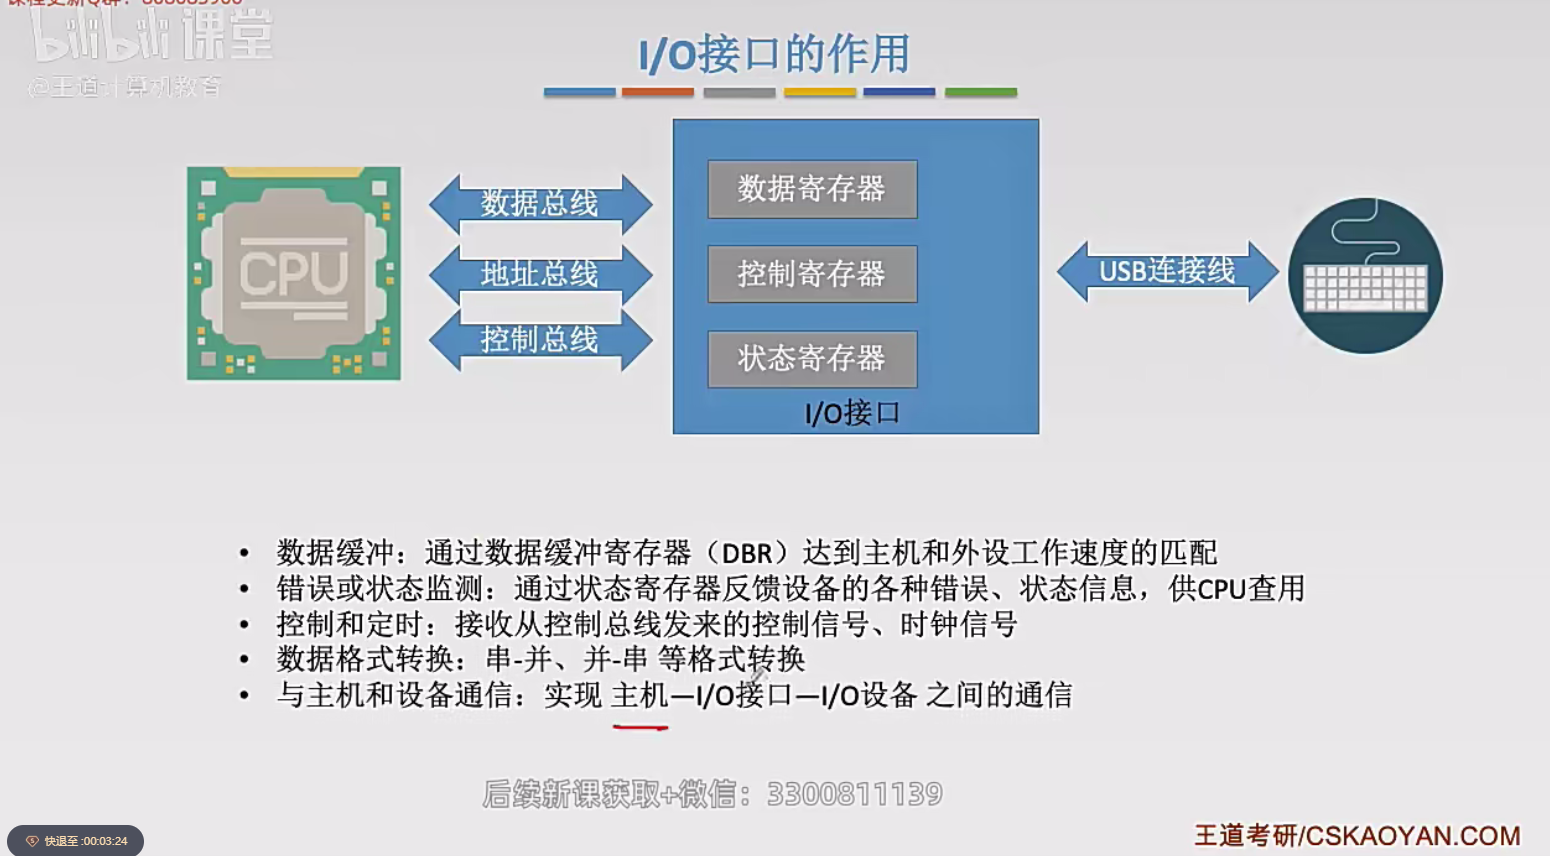 bilibili课堂
@王道计算机教育
I/O接口的作用
CPU
数据总线
地址总线
控制总线
数据寄存器
控制寄存器
状态寄存器
I/O接口
USB连接线
• 数据缓冲：通过数据缓冲寄存器（DBR）达到主机和外设工作速度的匹配
• 错误或状态监测：通过状态寄存器反馈设备的各种错误、状态信息，供CPU查用
• 控制和定时：接收从控制总线发来的控制信号、时钟信号
• 数据格式转换：串-并、并-串 等格式转换
• 与主机和设备通信：实现 主机—I/O接口—I/O设备 之间的通信
后续新课获取+微信：3300811139
快退至 :00:03:24
王道考研/CSKAOYAN.COM